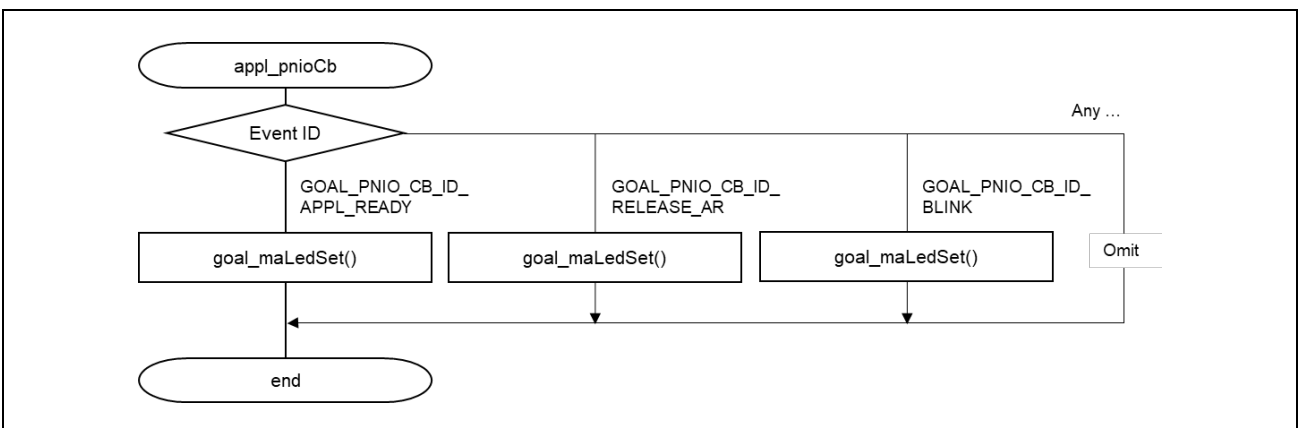 appl_pnioCb
Event ID
Any …
GOAL_PNIO_CB_ID_
APPL_READY
GOAL_PNIO_CB_ID_
RELEASE_AR
GOAL_PNIO_CB_ID_
BLINK
goal_maLedSet()
goal_maLedSet()
goal_maLedSet()
Omit
end